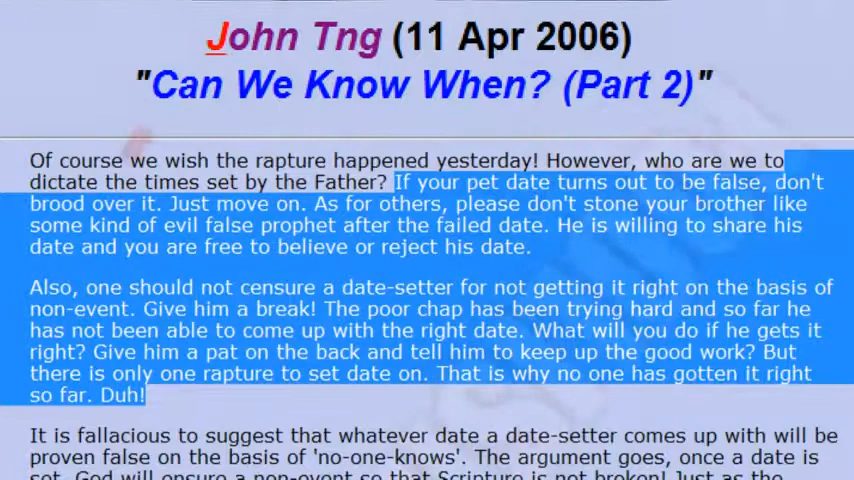 John Tng (11 Apr 2006)
"Can We Know When? (Part 2)"
Of course we wish the rapture happened yesterday! However, who are we to
dictate the times set by the Father? If your pet date turns out to be false, don't
brood over it. Just move on. As for others, please don't stone your brother like
some kind of evil false prophet after the failed date. He is willing to share his
date and you are free to believe or reject his date.
Also, one should not censure a date-setter for not getting it right on the basis of
non-event. Give him a break! The poor chap has been trying hard and so far he
has not been able to come up with the right date. What will you do if he gets it
right? Give him a pat on the back and tell him to keep up the good work? But
there is only one rapture to set date on. That is why no one has gotten it right
so far. Duh!
It is fallacious to suggest that whatever date a date-setter comes up with will be
proven false on the basis of 'no-one-knows'. The argument goes, once a date is
set, God will ensure a non-event so that Scripture is not broken! Just as the